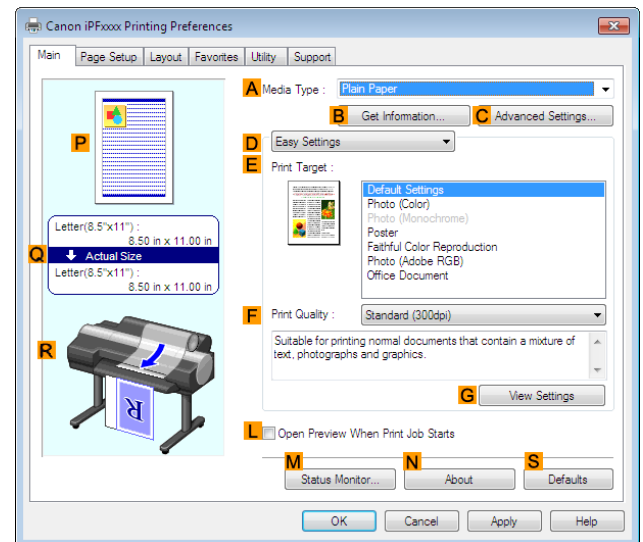 Canon iPFxxxx Printing Preferences
Main Page Setup Layout Favorites Utility Support
A Media Type : Plain Paper
B Get Infomation... C Advanced Settings...
D Easy Settings
E Print Target :
Default Settings
Photo (Color)
Photo (Monochrome)
Poster
Faithful Color Reproduction
Photo (Adobe RGB)
Office Document
F Print Quality : Standard (300dpi)
Suitable for printing normal documents that contain a mixture of
text, photographs and graphics.
G View Settings
L Open Preview When Print Job Starts
M Status Monitor... N About S Defaults
P
Letter(8.5"x11") :
8.50 in x 11.00 in
Q Actual Size
Letter(8.5"x11") :
8.50 in x 11.00 in
R
R
OK Cancel Apply Help